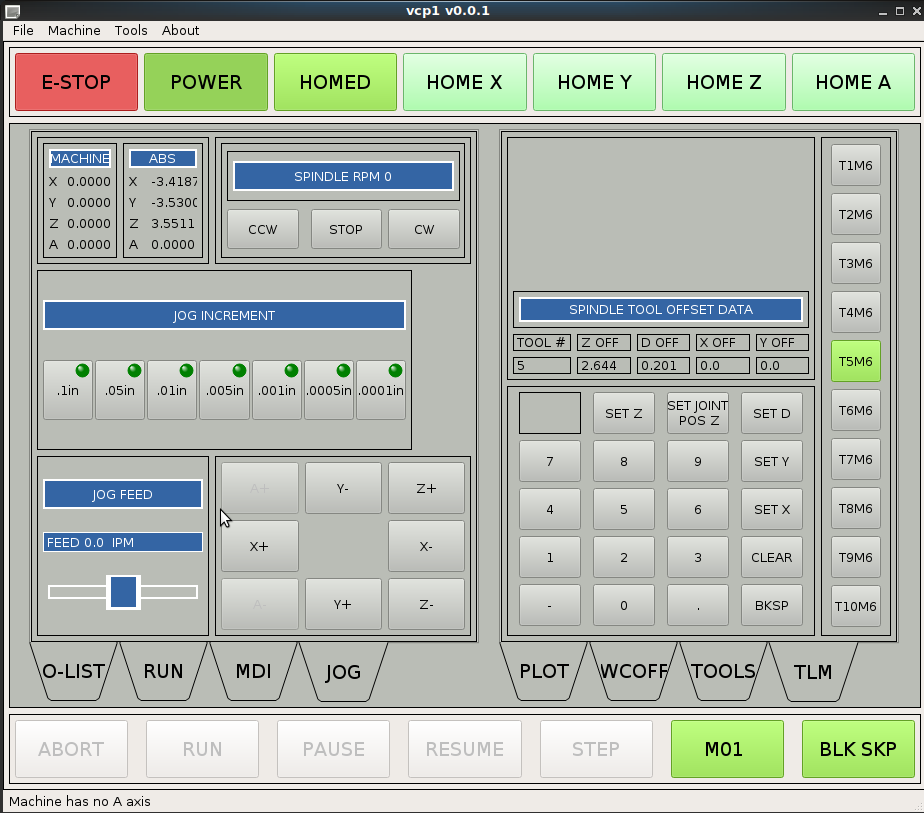 vcp1 v0.0.1
File Machine Tools About
E-STOP POWER HOMED HOME X HOME Y HOME Z HOME A
MACHINE ABS
X 0.0000 X -3.4187
Y 0.0000 Y -3.5300
Z 0.0000 Z 3.5511
A 0.0000 A 0.0000
SPINDLE RPM 0
CCW STOP CW
JOG INCREMENT
.1in .05in .01in .005in .001in .0005in .0001in
JOG FEED
FEED 0.0 IPM
A+ Y- Z+
X+ X-
A- Y+ Z-
O-LIST RUN MDI JOG
SPINDLE TOOL OFFSET DATA
TOOL # Z OFF D OFF X OFF Y OFF
5 2.644 0.201 0.0 0.0
SET Z SET JOINT POS Z SET D
7 8 9 SET Y
4 5 6 SET X
1 2 3 CLEAR
- 0 . BKSP
T1M6
T2M6
T3M6
T4M6
T5M6
T6M6
T7M6
T8M6
T9M6
T10M6
PLOT WCOFF TOOLS TLM
ABORT RUN PAUSE RESUME STEP M01 BLK SKP
Machine has no A axis